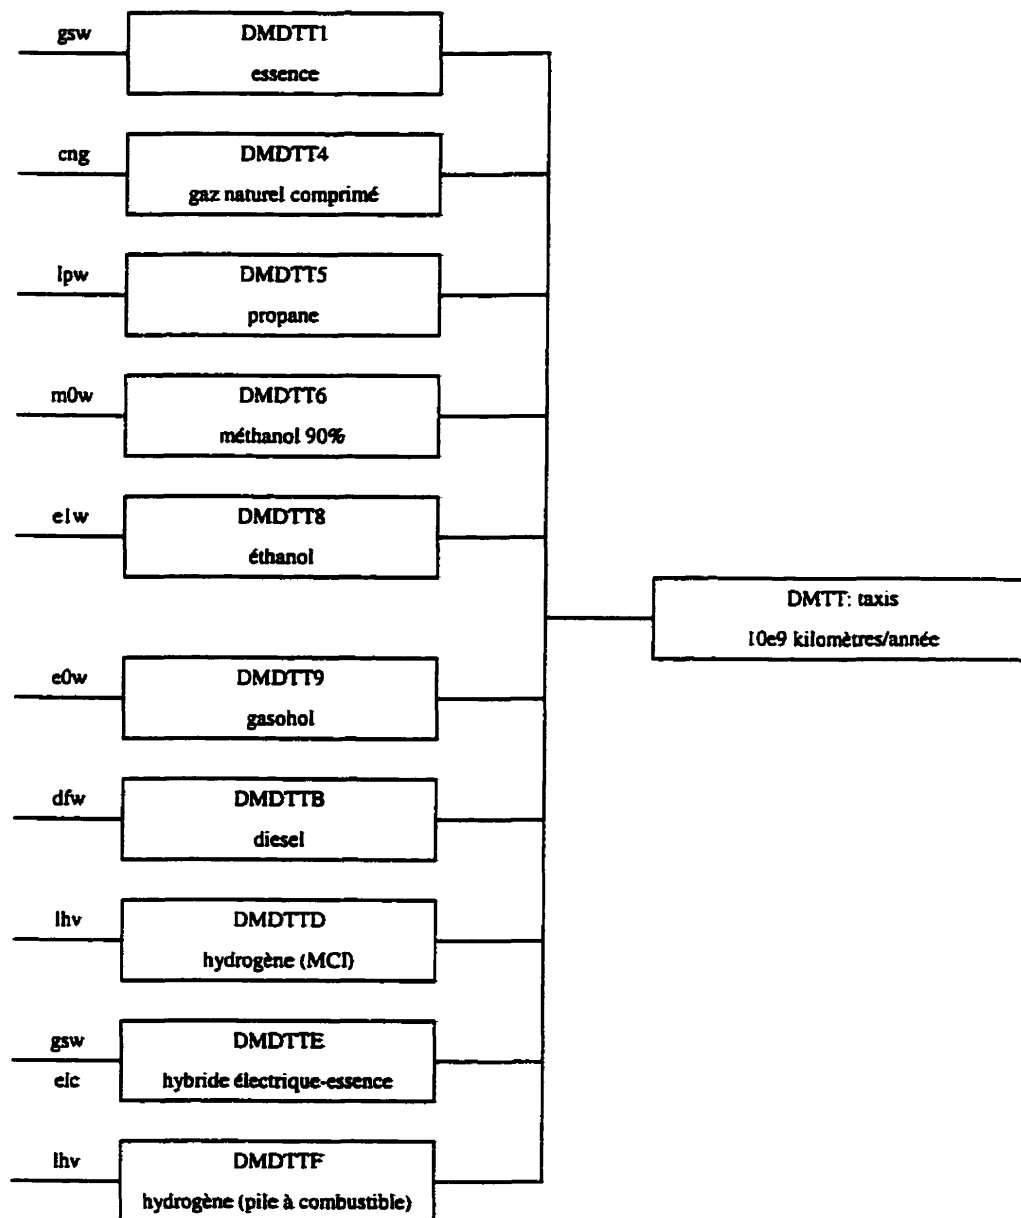 gsw
DMDTT1
essence
cng
DMDTT4
gaz naturel comprimé
lpw
DMDTT5
propane
m0w
DMDTT6
méthanol 90%
e1w
DMDTT8
éthanol
DMTT: taxis
10e9 kilomètres/année
e0w
DMDTT9
gasohol
dfw
DMDTTB
diesel
lhv
DMDTTD
hydrogène (MCI)
gsw
elc
DMDTTE
hybride électrique-essence
lhv
DMDTTF
hydrogène (pile à combustible)